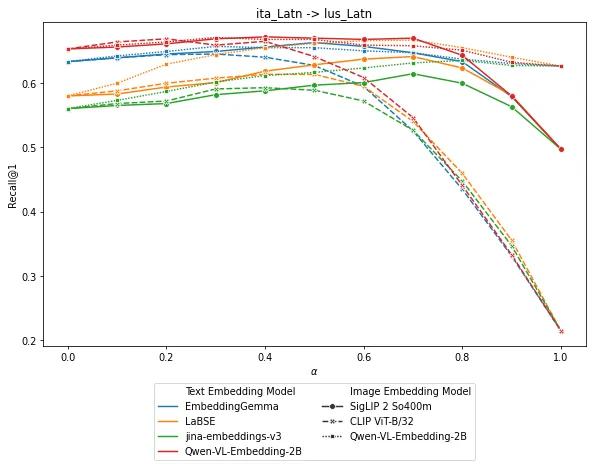 ita_Latn -> lus_Latn
Recall@1
0.6
0.5
0.4
0.3
0.2
0.0 0.2 0.4 0.6 0.8 1.0
α
Text Embedding Model
EmbeddingGemma
LaBSE
jina-embeddings-v3
Qwen-VL-Embedding-2B
Image Embedding Model
SigLIP 2 So400m
CLIP ViT-B/32
Qwen-VL-Embedding-2B